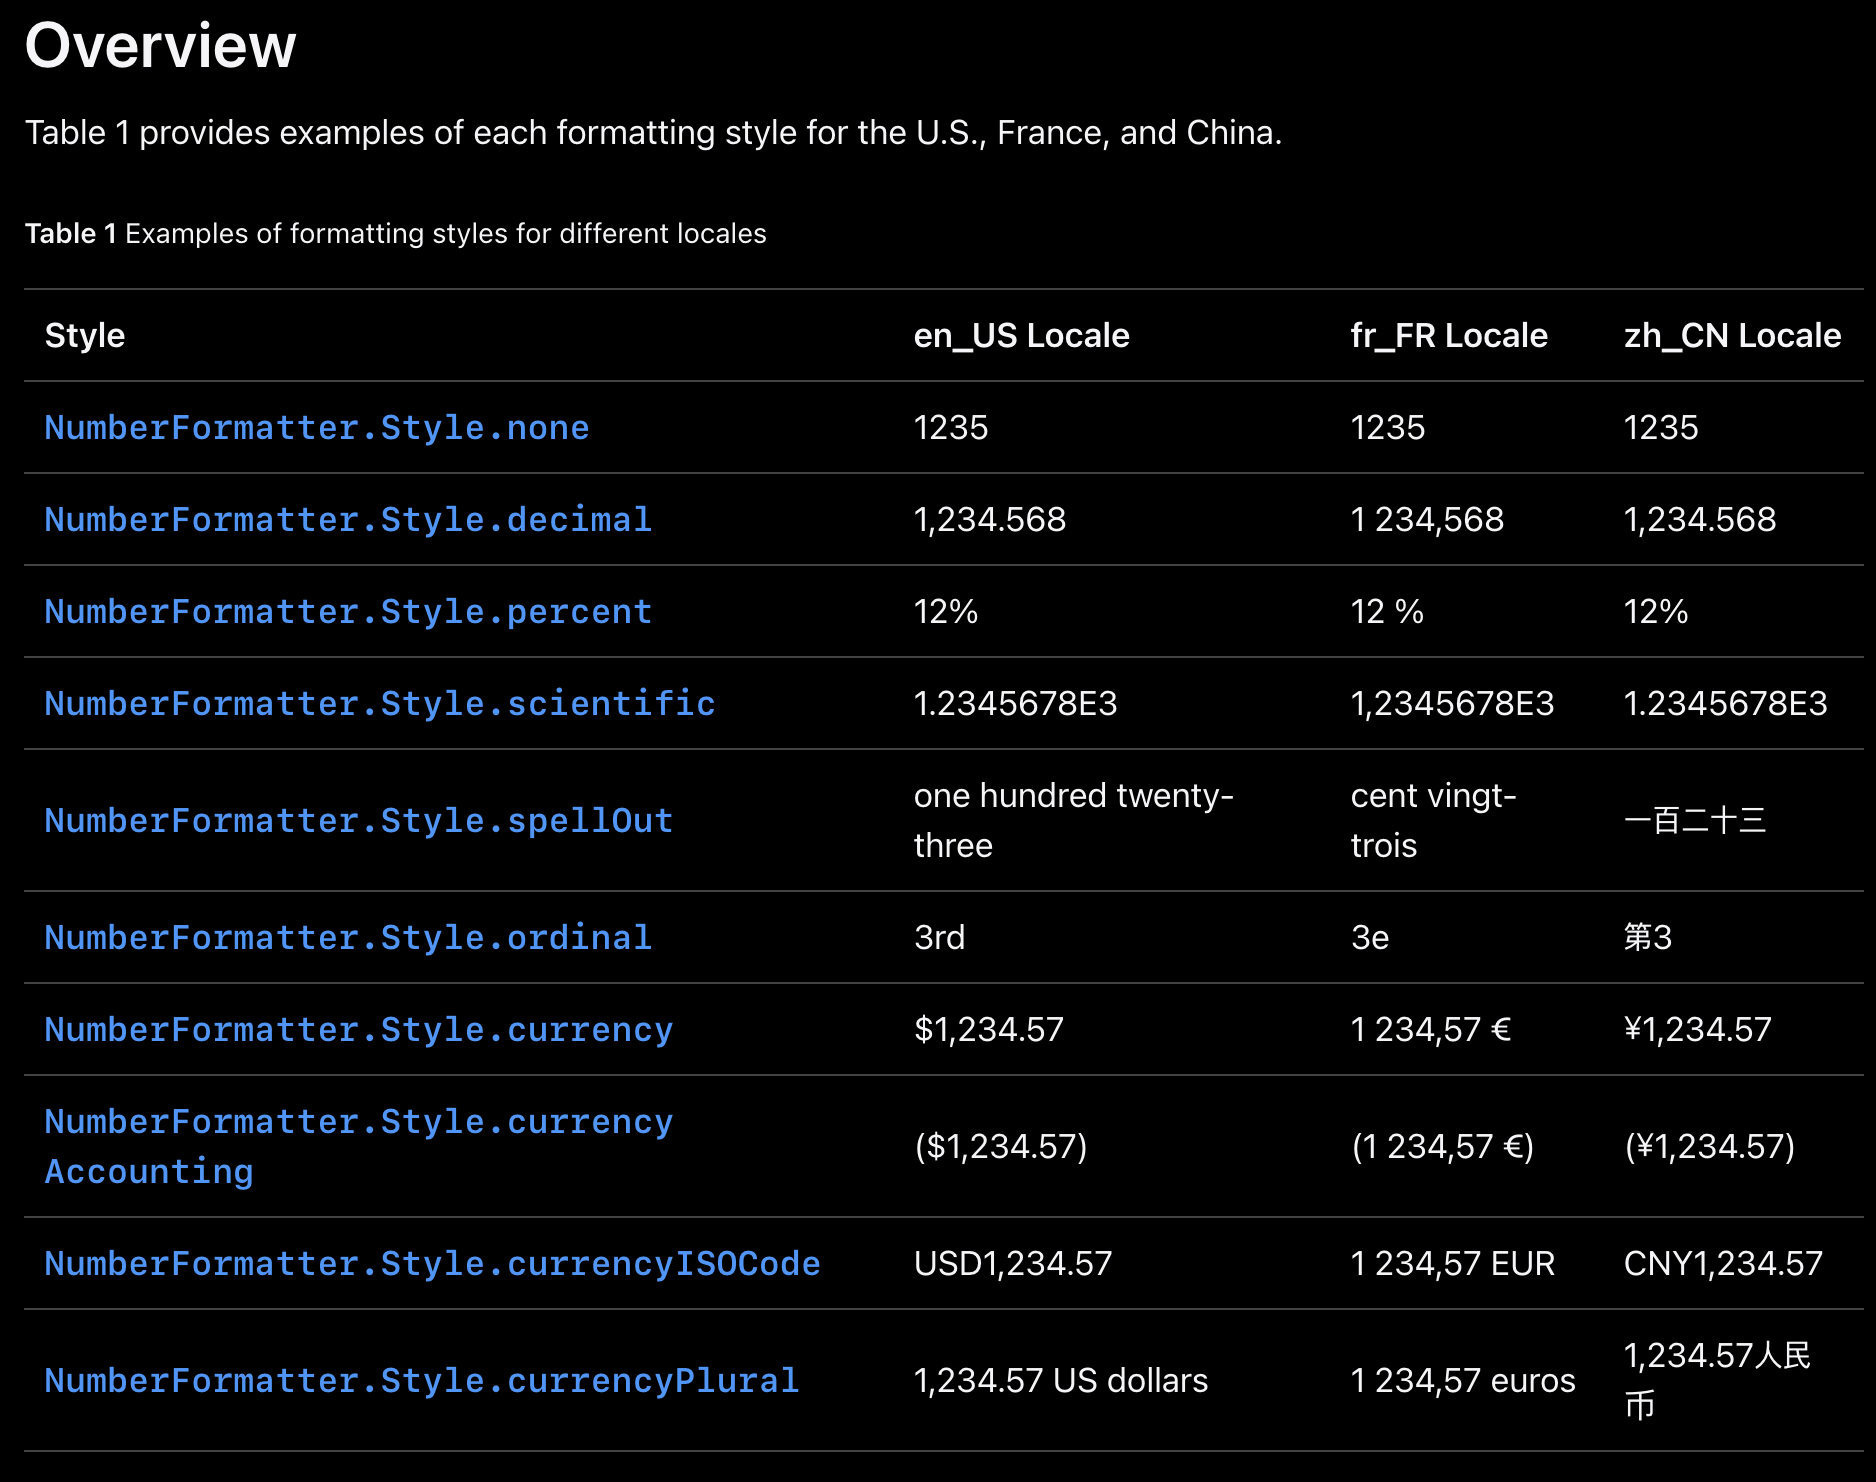 Overview
Table 1 provides examples of each formatting style for the U.S., France, and China.
Table 1 Examples of formatting styles for different locales
Style en_US Locale fr_FR Locale zh_CN Locale
NumberFormatter.Style.none 1235 1235 1235
NumberFormatter.Style.decimal 1,234.568 1 234,568 1,234.568
NumberFormatter.Style.percent 12% 12 % 12%
NumberFormatter.Style.scientific 1.2345678E3 1,2345678E3 1.2345678E3
NumberFormatter.Style.spellOut one hundred twenty- cent vingt- 一百二十三
three trois
NumberFormatter.Style.ordinal 3rd 3e 第3
NumberFormatter.Style.currency $1,234.57 1 234,57 € ¥1,234.57
NumberFormatter.Style.currency ($1,234.57) (1 234,57 €) (¥1,234.57)
Accounting
NumberFormatter.Style.currencyISOCode USD1,234.57 1 234,57 EUR CNY1,234.57
NumberFormatter.Style.currencyPlural 1,234.57 US dollars 1 234,57 euros 1,234.57人民
币